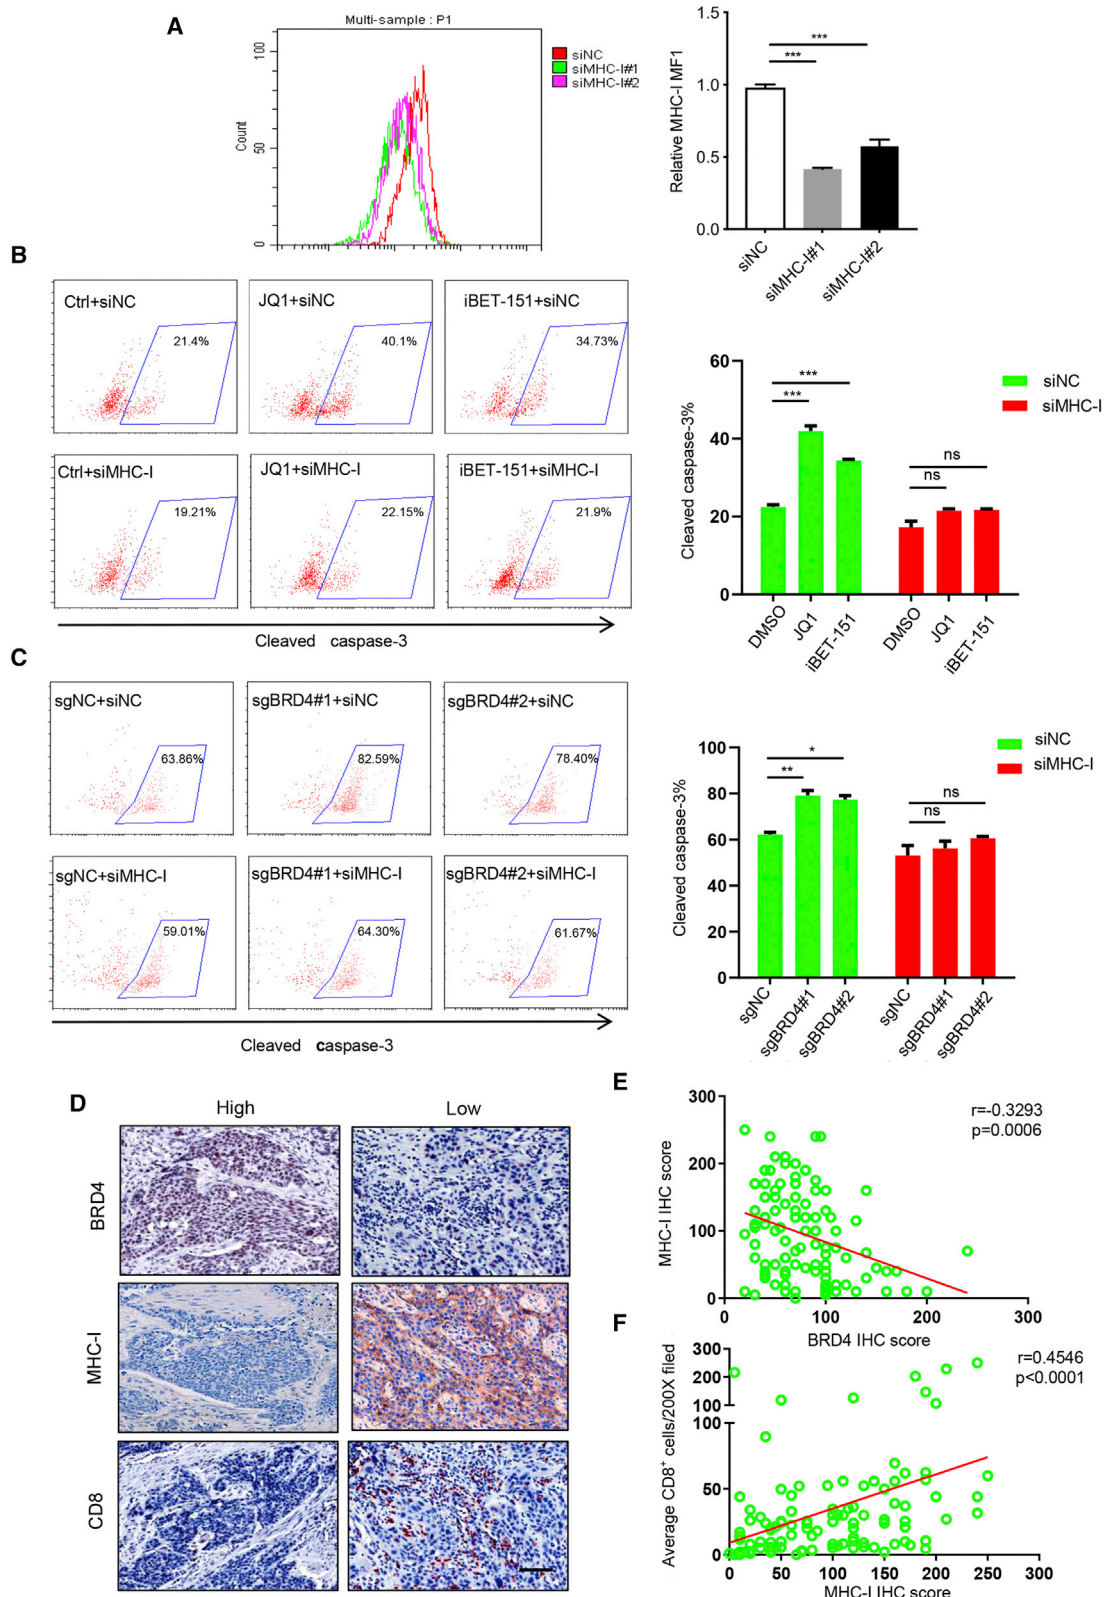 A
Multi-sample : P1
Count
100
50
0
siNC
siMHC-I#1
siMHC-I#2
Relative MHC-I MF1
1.5
1.0
0.5
0.0
***
***
siNC
siMHC-I#1
siMHC-I#2
B
Ctrl+siNC
21.4%
JQ1+siNC
40.1%
iBET-151+siNC
34.73%
Ctrl+siMHC-I
19.21%
JQ1+siMHC-I
22.15%
iBET-151+siMHC-I
21.9%
Cleaved caspase-3
Cleaved caspase-3%
60
40
20
0
***
***
ns
ns
siNC
siMHC-I
DMSO
JQ1
iBET-151
DMSO
JQ1
iBET-151
C
sgNC+siNC
63.86%
sgBRD4#1+siNC
82.59%
sgBRD4#2+siNC
78.40%
sgNC+siMHC-I
59.01%
sgBRD4#1+siMHC-I
64.30%
sgBRD4#2+siMHC-I
61.67%
Cleaved caspase-3
Cleaved caspase-3%
100
80
60
40
20
0
*
**
ns
ns
siNC
siMHC-I
sgNC
sgBRD4#1
sgBRD4#2
sgNC
sgBRD4#1
sgBRD4#2
D
High
Low
BRD4
MHC-I
CD8
E
MHC-I IHC score
300
200
100
0
r=-0.3293
p=0.0006
0
100
200
300
BRD4 IHC score
F
Average CD8⁺ cells/200X filed
300
200
100
100
50
0
r=0.4546
p<0.0001
0
50
100
150
200
250
300
MHC-I IHC score